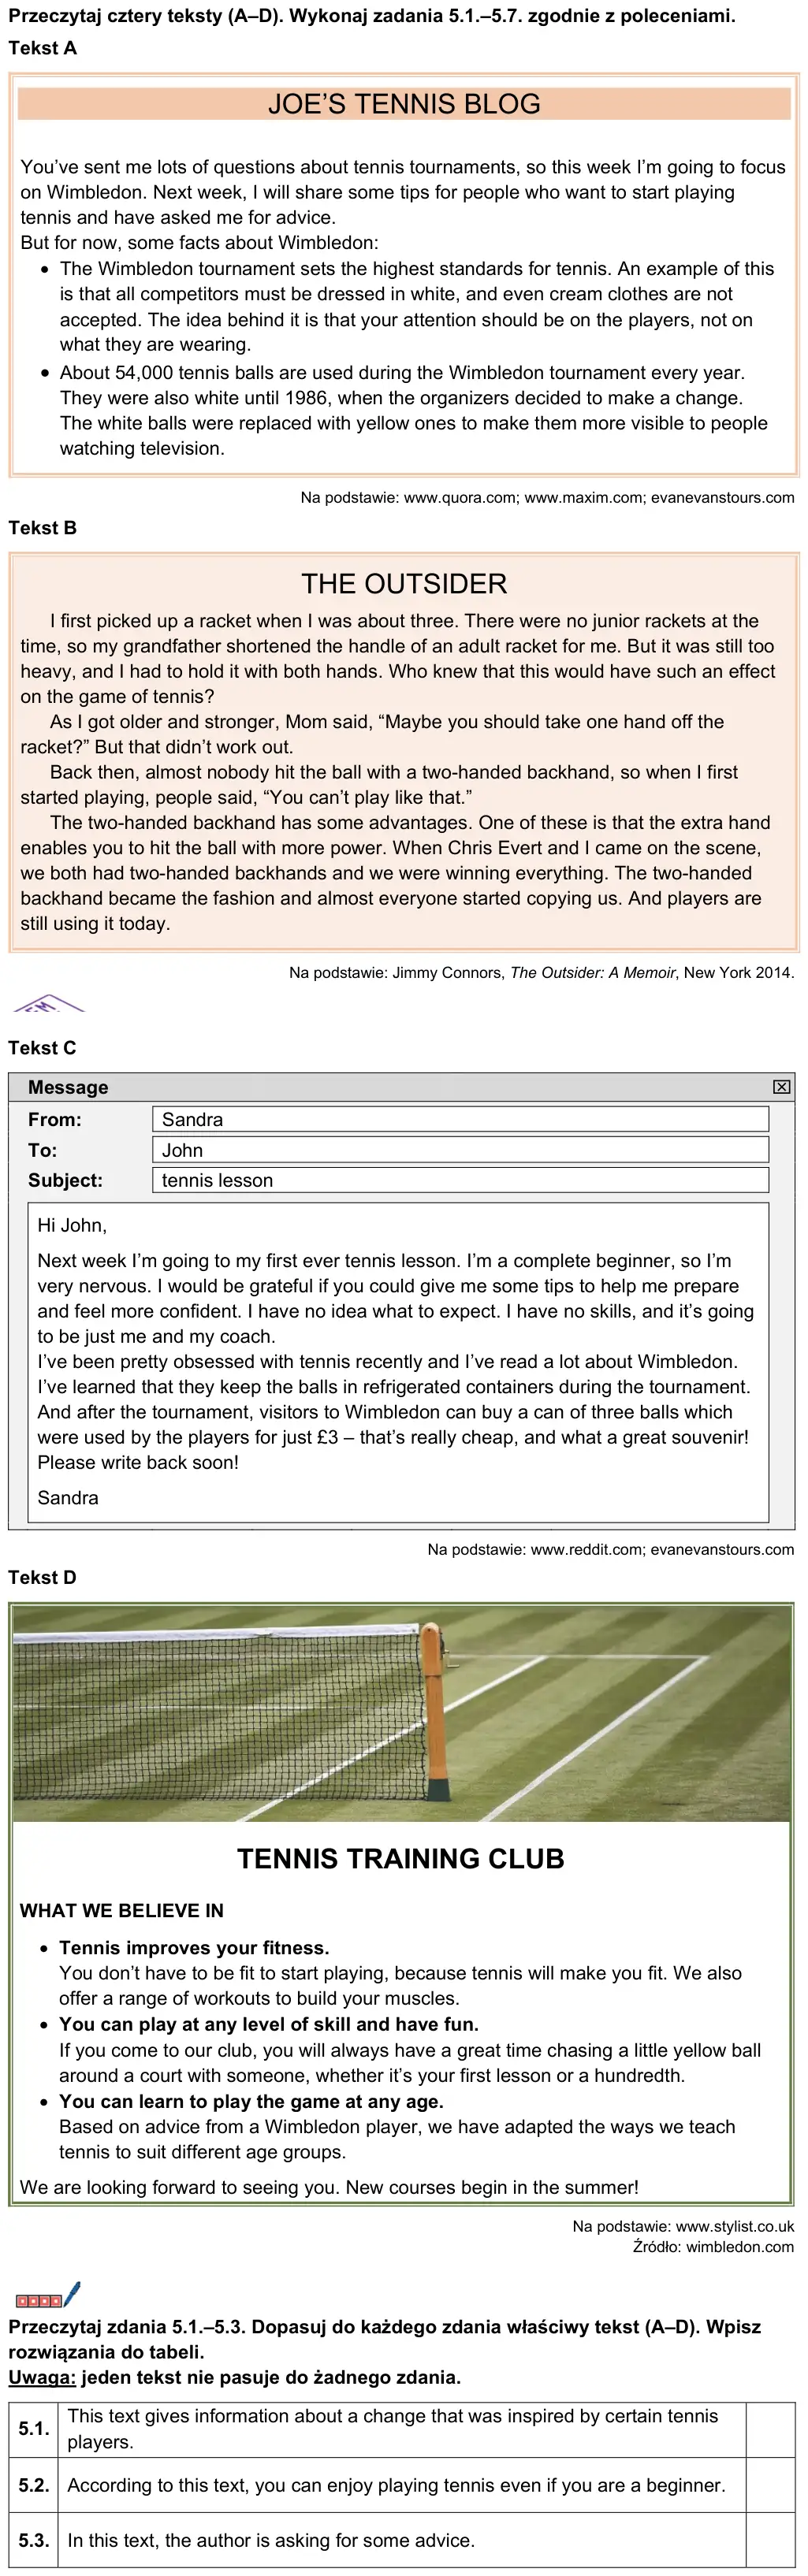 Przeczytaj cztery teksty (A–D). Wykonaj zadania 5.1.–5.7. zgodnie z poleceniami.
Tekst A
JOE’S TENNIS BLOG
You’ve sent me lots of questions about tennis tournaments, so this week I’m going to focus
on Wimbledon. Next week, I will share some tips for people who want to start playing
tennis and have asked me for advice.
But for now, some facts about Wimbledon:
• The Wimbledon tournament sets the highest standards for tennis. An example of this
is that all competitors must be dressed in white, and even cream clothes are not
accepted. The idea behind it is that your attention should be on the players, not on
what they are wearing.
• About 54,000 tennis balls are used during the Wimbledon tournament every year.
They were also white until 1986, when the organizers decided to make a change.
The white balls were replaced with yellow ones to make them more visible to people
watching television.
Na podstawie: www.quora.com; www.maxim.com; evanevanstours.com
Tekst B
THE OUTSIDER
I first picked up a racket when I was about three. There were no junior rackets at the
time, so my grandfather shortened the handle of an adult racket for me. But it was still too
heavy, and I had to hold it with both hands. Who knew that this would have such an effect
on the game of tennis?
As I got older and stronger, Mom said, “Maybe you should take one hand off the
racket?” But that didn’t work out.
Back then, almost nobody hit the ball with a two-handed backhand, so when I first
started playing, people said, “You can’t play like that.”
The two-handed backhand has some advantages. One of these is that the extra hand
enables you to hit the ball with more power. When Chris Evert and I came on the scene,
we both had two-handed backhands and we were winning everything. The two-handed
backhand became the fashion and almost everyone started copying us. And players are
still using it today.
Na podstawie: Jimmy Connors, The Outsider: A Memoir, New York 2014.
Tekst C
Message
From: Sandra
To: John
Subject: tennis lesson
Hi John,
Next week I’m going to my first ever tennis lesson. I’m a complete beginner, so I’m
very nervous. I would be grateful if you could give me some tips to help me prepare
and feel more confident. I have no idea what to expect. I have no skills, and it’s going
to be just me and my coach.
I’ve been pretty obsessed with tennis recently and I’ve read a lot about Wimbledon.
I’ve learned that they keep the balls in refrigerated containers during the tournament.
And after the tournament, visitors to Wimbledon can buy a can of three balls which
were used by the players for just £3 – that’s really cheap, and what a great souvenir!
Please write back soon!
Sandra
Na podstawie: www.reddit.com; evanevanstours.com
Tekst D
TENNIS TRAINING CLUB
WHAT WE BELIEVE IN
• Tennis improves your fitness.
You don’t have to be fit to start playing, because tennis will make you fit. We also
offer a range of workouts to build your muscles.
• You can play at any level of skill and have fun.
If you come to our club, you will always have a great time chasing a little yellow ball
around a court with someone, whether it’s your first lesson or a hundredth.
• You can learn to play the game at any age.
Based on advice from a Wimbledon player, we have adapted the ways we teach
tennis to suit different age groups.
We are looking forward to seeing you. New courses begin in the summer!
Na podstawie: www.stylist.co.uk
Źródło: wimbledon.com
Przeczytaj zdania 5.1.–5.3. Dopasuj do każdego zdania właściwy tekst (A–D). Wpisz
rozwiązania do tabeli.
Uwaga: jeden tekst nie pasuje do żadnego zdania.
5.1. This text gives information about a change that was inspired by certain tennis
players.
5.2. According to this text, you can enjoy playing tennis even if you are a beginner.
5.3. In this text, the author is asking for some advice.